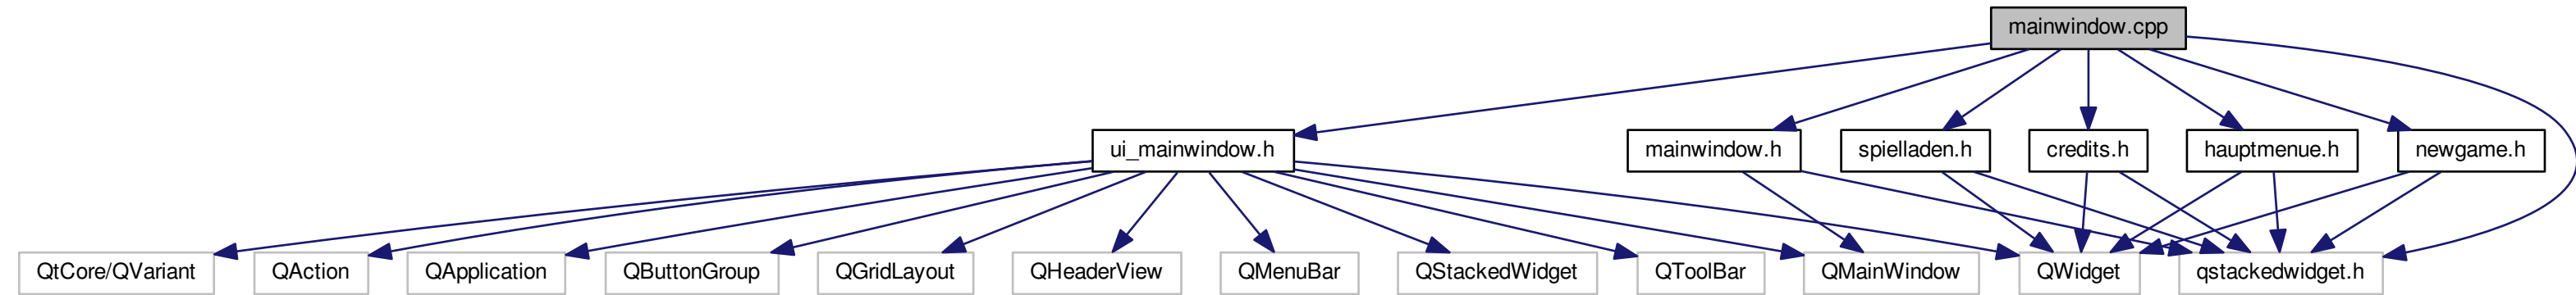 mainwindow.cpp
ui_mainwindow.h
mainwindow.h
spielladen.h
credits.h
hauptmenue.h
newgame.h
QtCore/QVariant
QAction
QApplication
QButtonGroup
QGridLayout
QHeaderView
QMenuBar
QStackedWidget
QToolBar
QMainWindow
QWidget
qstackedwidget.h